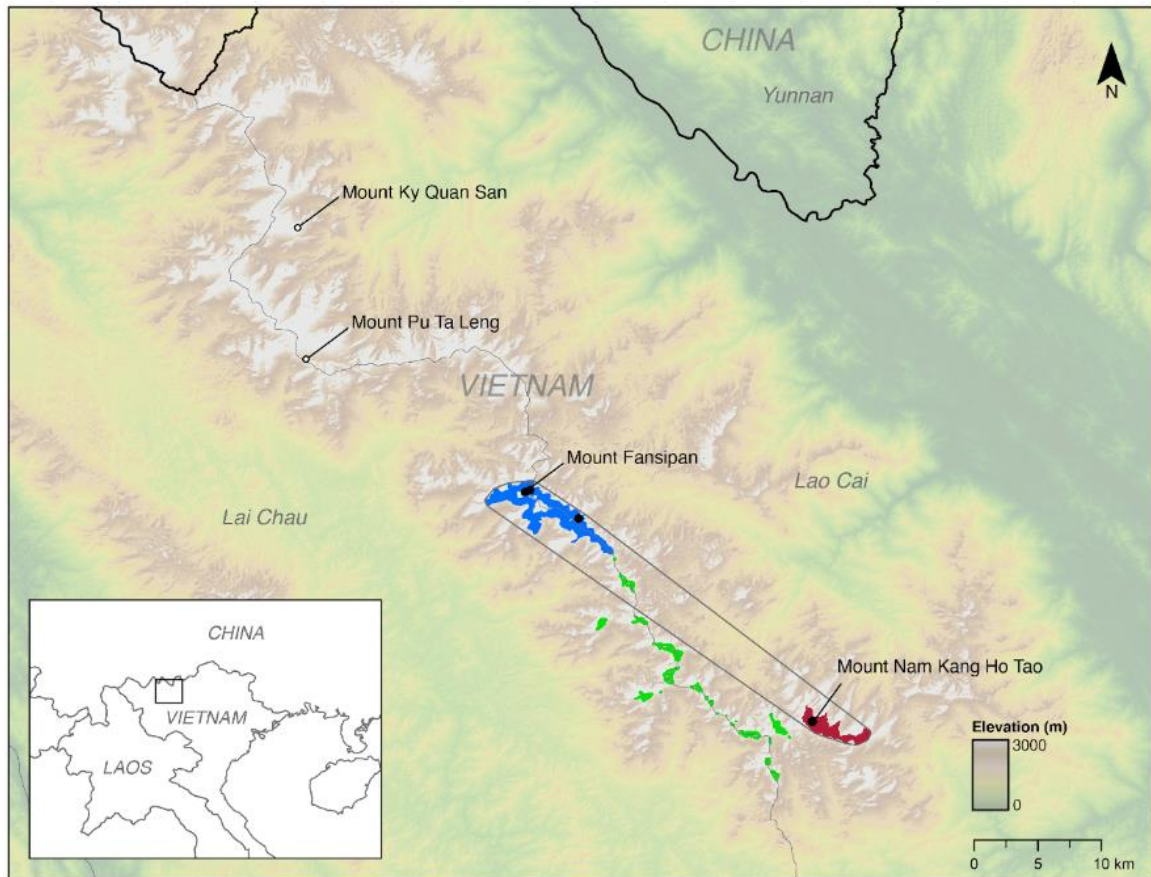 CHINA
Yunnan
N
Mount Ky Quan San
Mount Pu Ta Leng
VIETNAM
Mount Fansipan
Lao Cai
Lai Chau
Mount Nam Kang Ho Tao
CHINA
VIETNAM
LAOS
Elevation (m)
3000
0
0 5 10 km